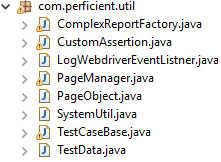 com.perficient.util
ComplexReportFactory.java
CustomAssertion.java
LogWebdriverEventListner.java
PageManager.java
PageObject.java
SystemUtil.java
TestCaseBase.java
TestData.java